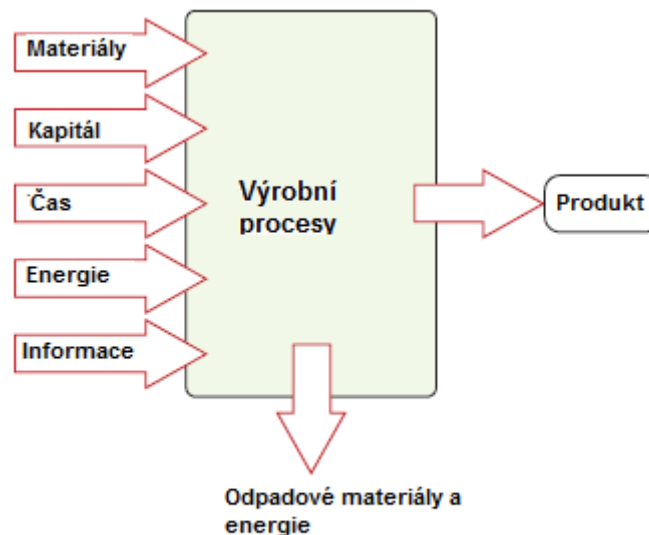 Materiály
Kapitál
Čas
Energie
Informace
Výrobní
procesy
Produkt
Odpadové materiály a
energie